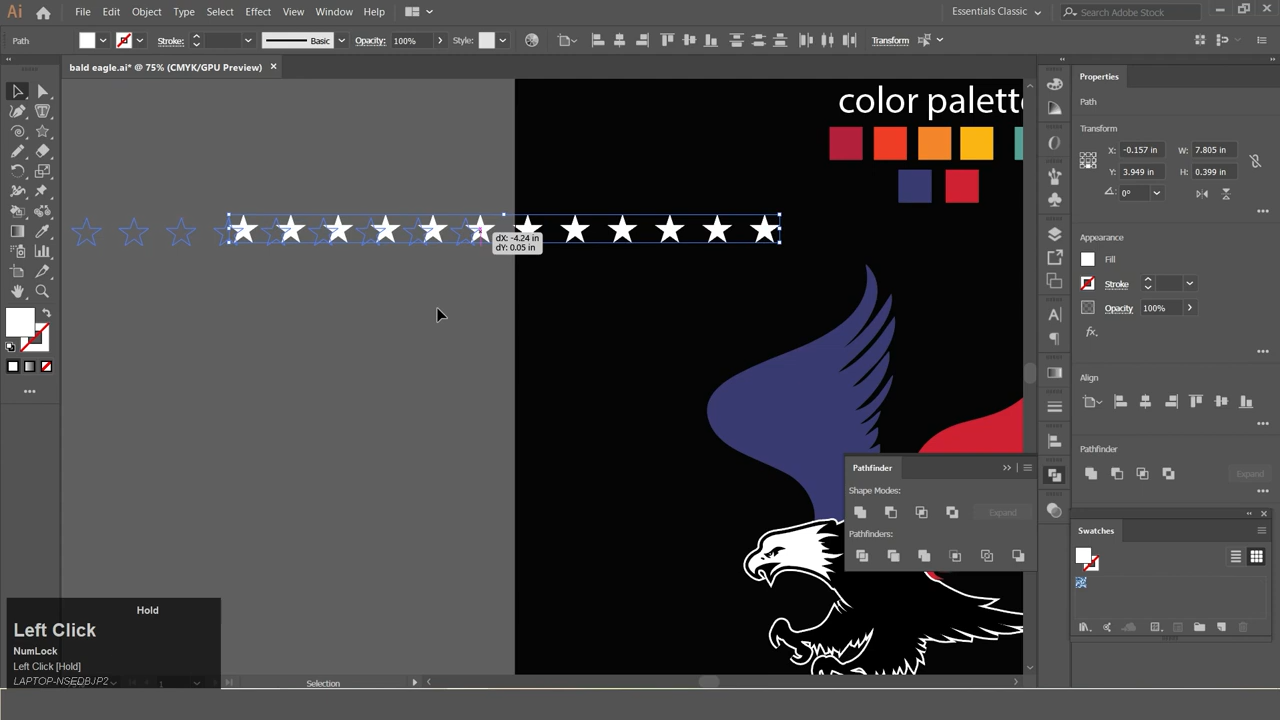 Ai
File Edit Object Type Select Effect View Window Help
Essentials Classic
Search Adobe Stock
Path
Stroke:
Basic
Opacity: 100%
Style:
Transform
bald eagle.ai* @ 75% (CMYK/GPU Preview)
color palette
dX: -4.24 in
dY: 0.05 in
Properties
Path
Transform
X: -0.157 in W: 7.805 in
Y: 3.949 in H: 0.399 in
0°
Appearance
Fill
Stroke
Opacity 100%
fx.
Align
Pathfinder
Expand
Pathfinder
Shape Modes:
Expand
Pathfinders:
Swatches
Hold
Left Click
NumLock
Left Click [Hold]
LAPTOP-NSEDBJP2
1
Selection